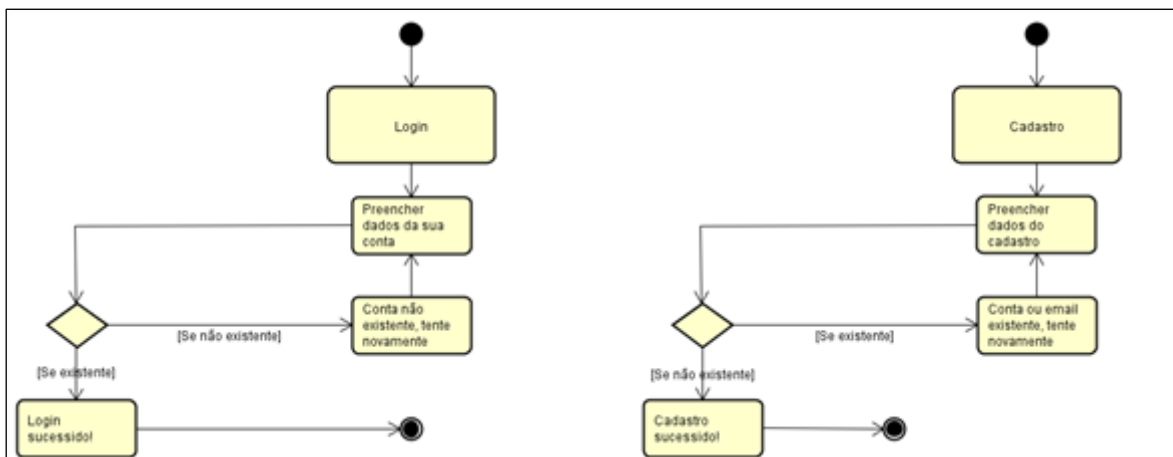 Login
Preencher
dados da sua
conta
[Se não existente]
Conta não
existente, tente
novamente
[Se existente]
Login
sucessido!
Cadastro
Preencher
dados do
cadastro
[Se existente]
Conta ou email
existente, tente
novamente
[Se não existente]
Cadastro
sucessido!